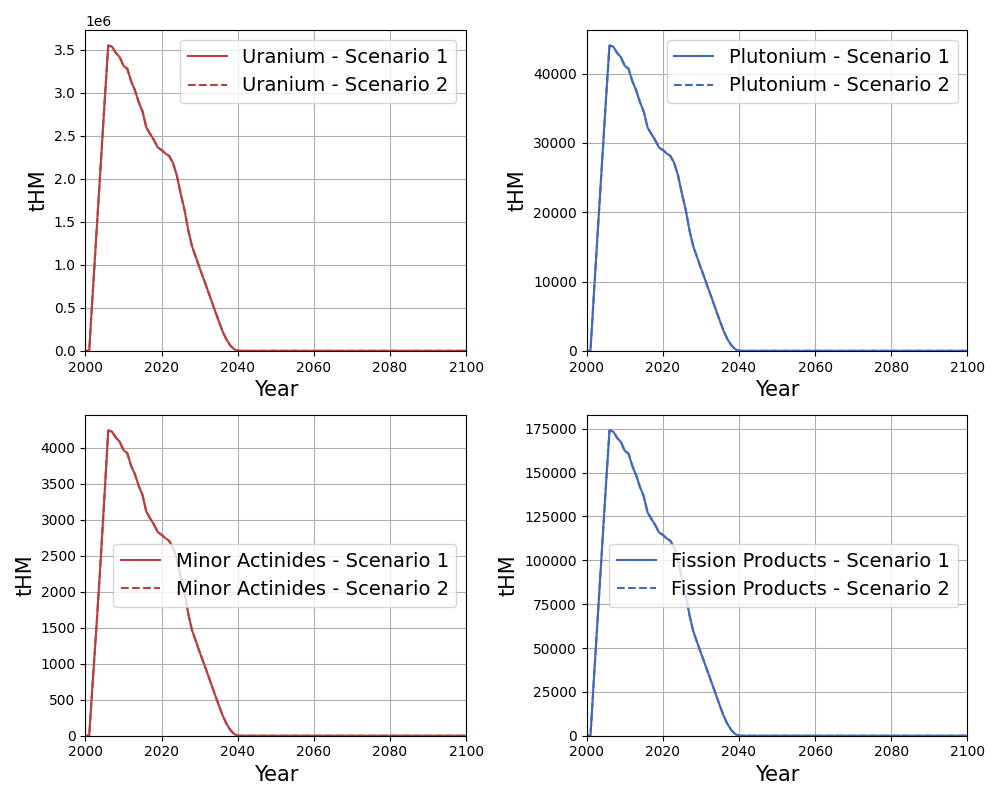 1e6
3.5
3.0
2.5
2.0
1.5
1.0
0.5
0.0
tHM
Uranium - Scenario 1
Uranium - Scenario 2
2000 2020 2040 2060 2080 2100
Year
40000
30000
20000
10000
0
tHM
Plutonium - Scenario 1
Plutonium - Scenario 2
2000 2020 2040 2060 2080 2100
Year
4000
3500
3000
2500
2000
1500
1000
500
0
tHM
Minor Actinides - Scenario 1
Minor Actinides - Scenario 2
2000 2020 2040 2060 2080 2100
Year
175000
150000
125000
100000
75000
50000
25000
0
tHM
Fission Products - Scenario 1
Fission Products - Scenario 2
2000 2020 2040 2060 2080 2100
Year